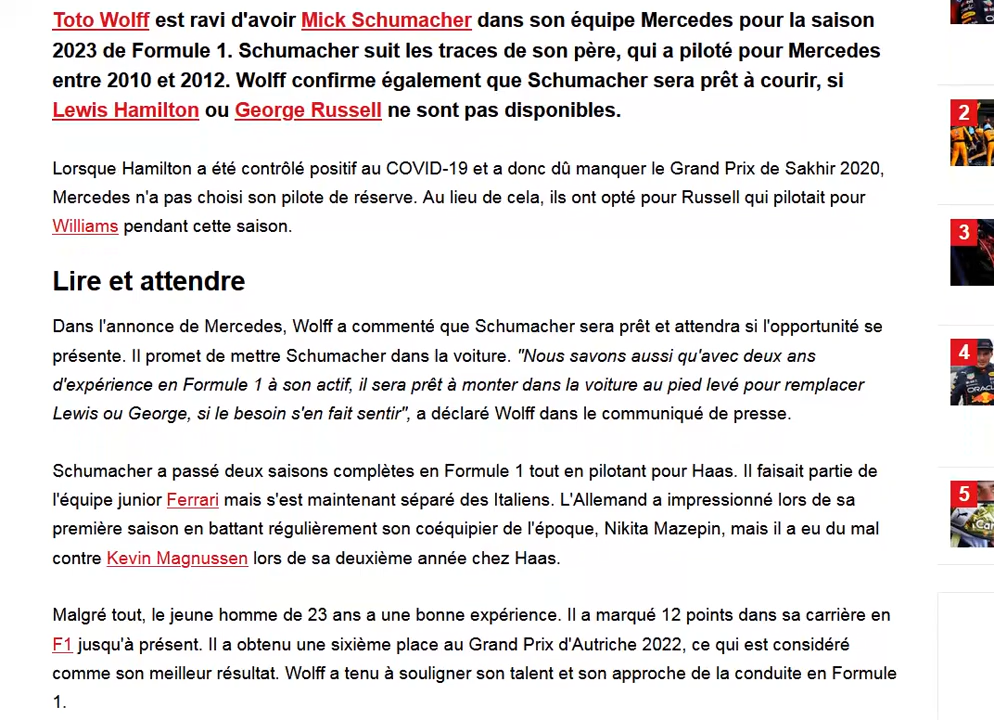 Toto Wolff est ravi d'avoir Mick Schumacher dans son équipe Mercedes pour la saison
2023 de Formule 1. Schumacher suit les traces de son père, qui a piloté pour Mercedes
entre 2010 et 2012. Wolff confirme également que Schumacher sera prêt à courir, si
Lewis Hamilton ou George Russell ne sont pas disponibles.
Lorsque Hamilton a été contrôlé positif au COVID-19 et a donc dû manquer le Grand Prix de Sakhir 2020,
Mercedes n'a pas choisi son pilote de réserve. Au lieu de cela, ils ont opté pour Russell qui pilotait pour
Williams pendant cette saison.
Lire et attendre
Dans l'annonce de Mercedes, Wolff a commenté que Schumacher sera prêt et attendra si l'opportunité se
présente. Il promet de mettre Schumacher dans la voiture. "Nous savons aussi qu'avec deux ans
d'expérience en Formule 1 à son actif, il sera prêt à monter dans la voiture au pied levé pour remplacer
Lewis ou George, si le besoin s'en fait sentir", a déclaré Wolff dans le communiqué de presse.
Schumacher a passé deux saisons complètes en Formule 1 tout en pilotant pour Haas. Il faisait partie de
l'équipe junior Ferrari mais s'est maintenant séparé des Italiens. L'Allemand a impressionné lors de sa
première saison en battant régulièrement son coéquipier de l'époque, Nikita Mazepin, mais il a eu du mal
contre Kevin Magnussen lors de sa deuxième année chez Haas.
Malgré tout, le jeune homme de 23 ans a une bonne expérience. Il a marqué 12 points dans sa carrière en
F1 jusqu'à présent. Il a obtenu une sixième place au Grand Prix d'Autriche 2022, ce qui est considéré
comme son meilleur résultat. Wolff a tenu à souligner son talent et son approche de la conduite en Formule
1.
2
3
4
ORACLE
5